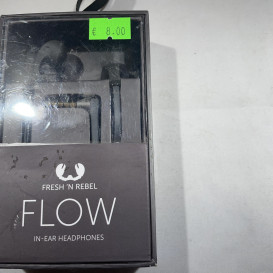 € 8.00
FRESH 'N REBEL
FLOW
IN-EAR HEADPHONES